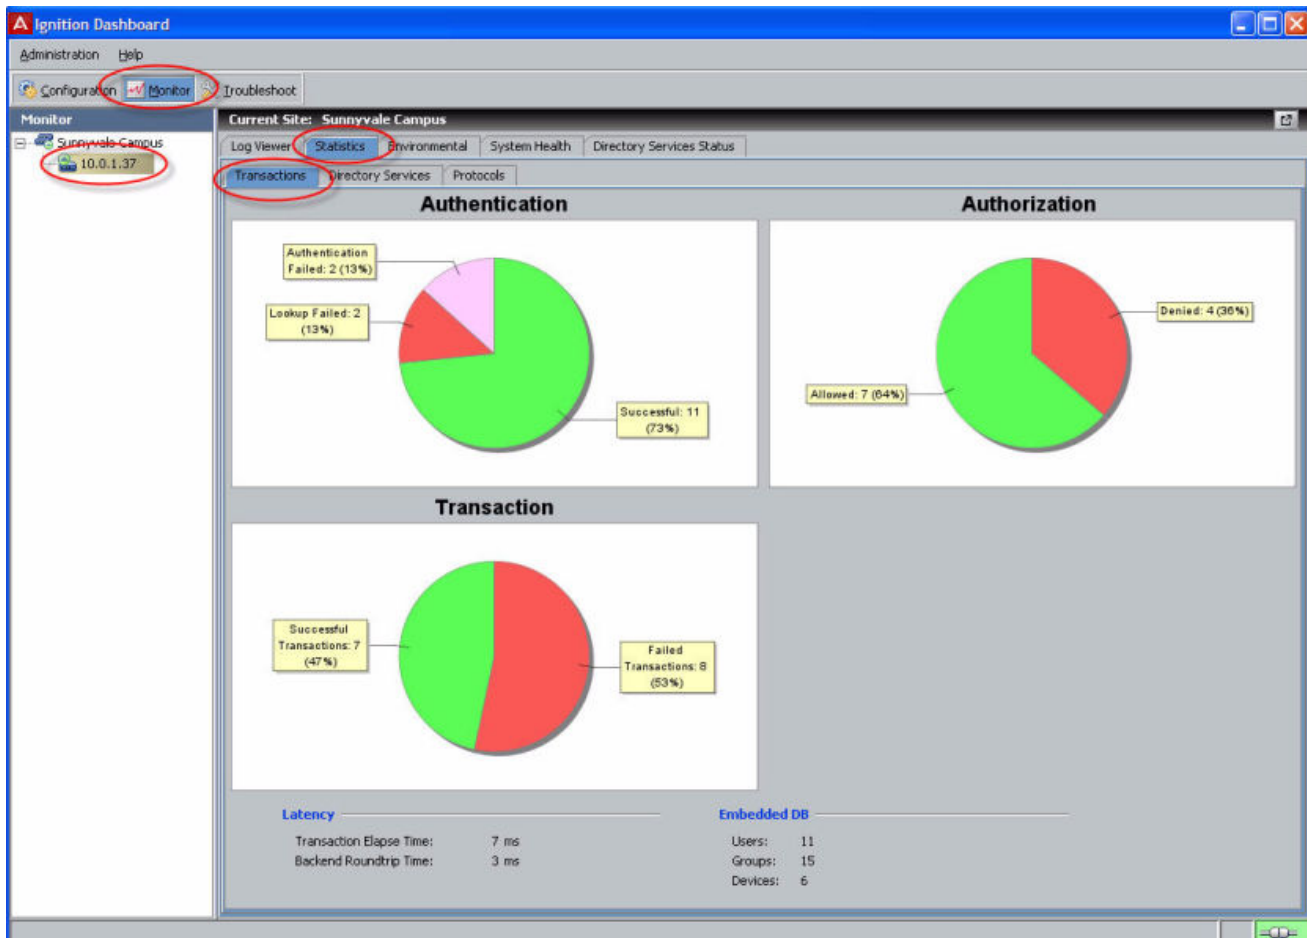 Ignition Dashboard
Administration Help
Configuration Monitor Troubleshoot
Monitor
Current Site: Sunnyvale Campus
Sunnyvale Campus
10.0.1.37
Log Viewer Statistics Environmental System Health Directory Services Status
Transactions Directory Services Protocols
Authentication
Authentication
Failed: 2 (13%)
Lookup Failed: 2
(13%)
Successful: 11
(73%)
Authorization
Denied: 4 (36%)
Allowed: 7 (64%)
Transaction
Successful
Transactions: 7
(47%)
Failed
Transactions: 8
(53%)
Latency
Transaction Elapse Time: 7 ms
Backend Roundtrip Time: 3 ms
Embedded DB
Users: 11
Groups: 15
Devices: 6